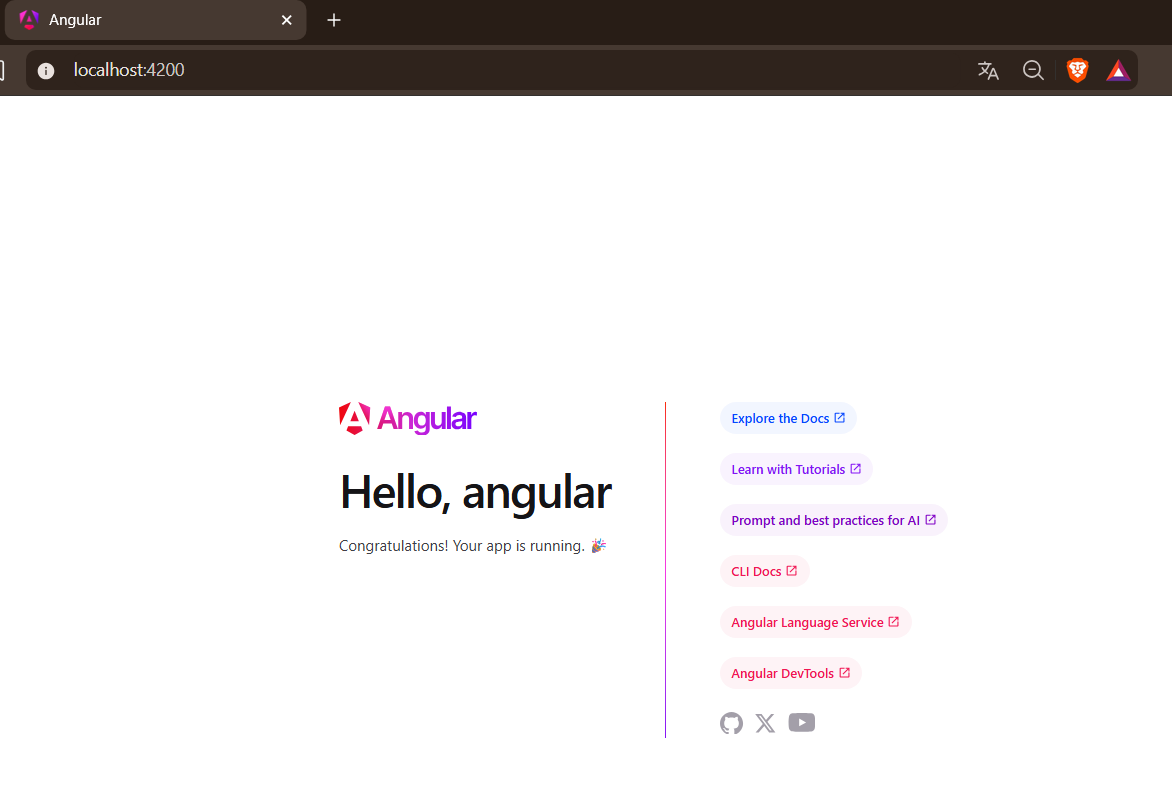 Angular
localhost:4200
Angular
Hello, angular
Congratulations! Your app is running. 🎉
Explore the Docs
Learn with Tutorials
Prompt and best practices for AI
CLI Docs
Angular Language Service
Angular DevTools